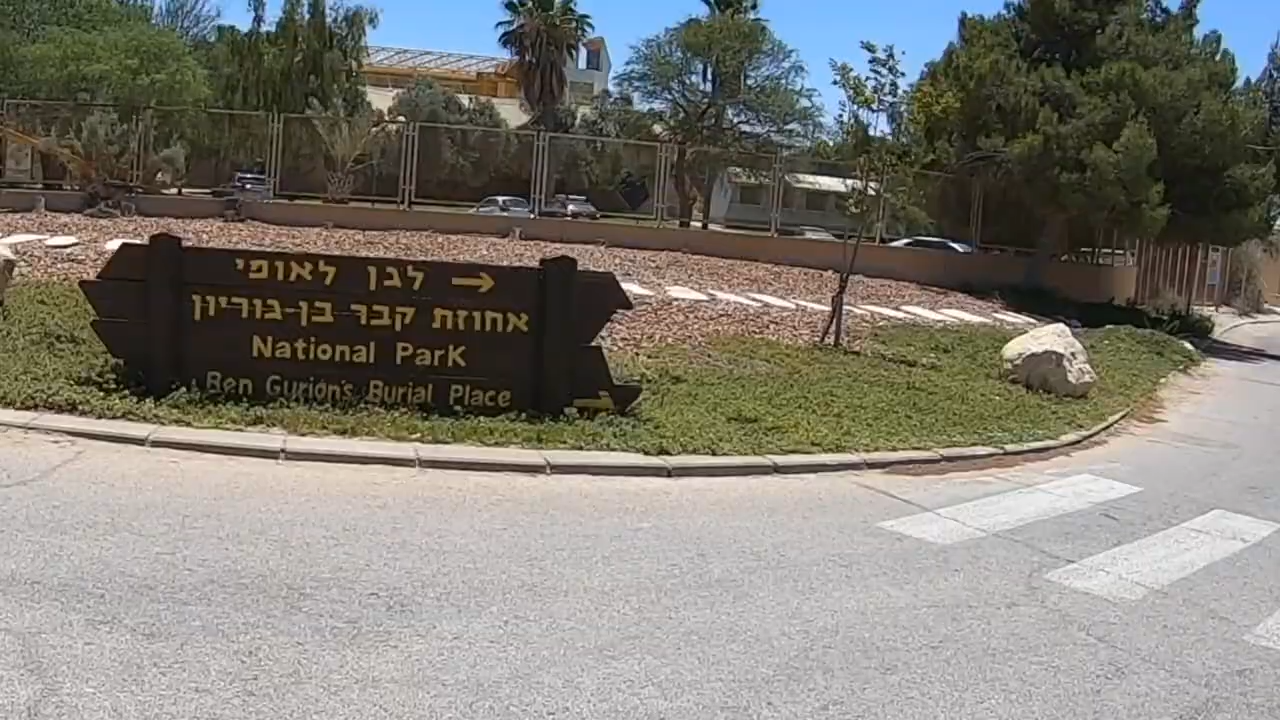 לגן לאומי →
אחוזת קבר בן-גוריון
National Park
Ben Gurion's Burial Place →